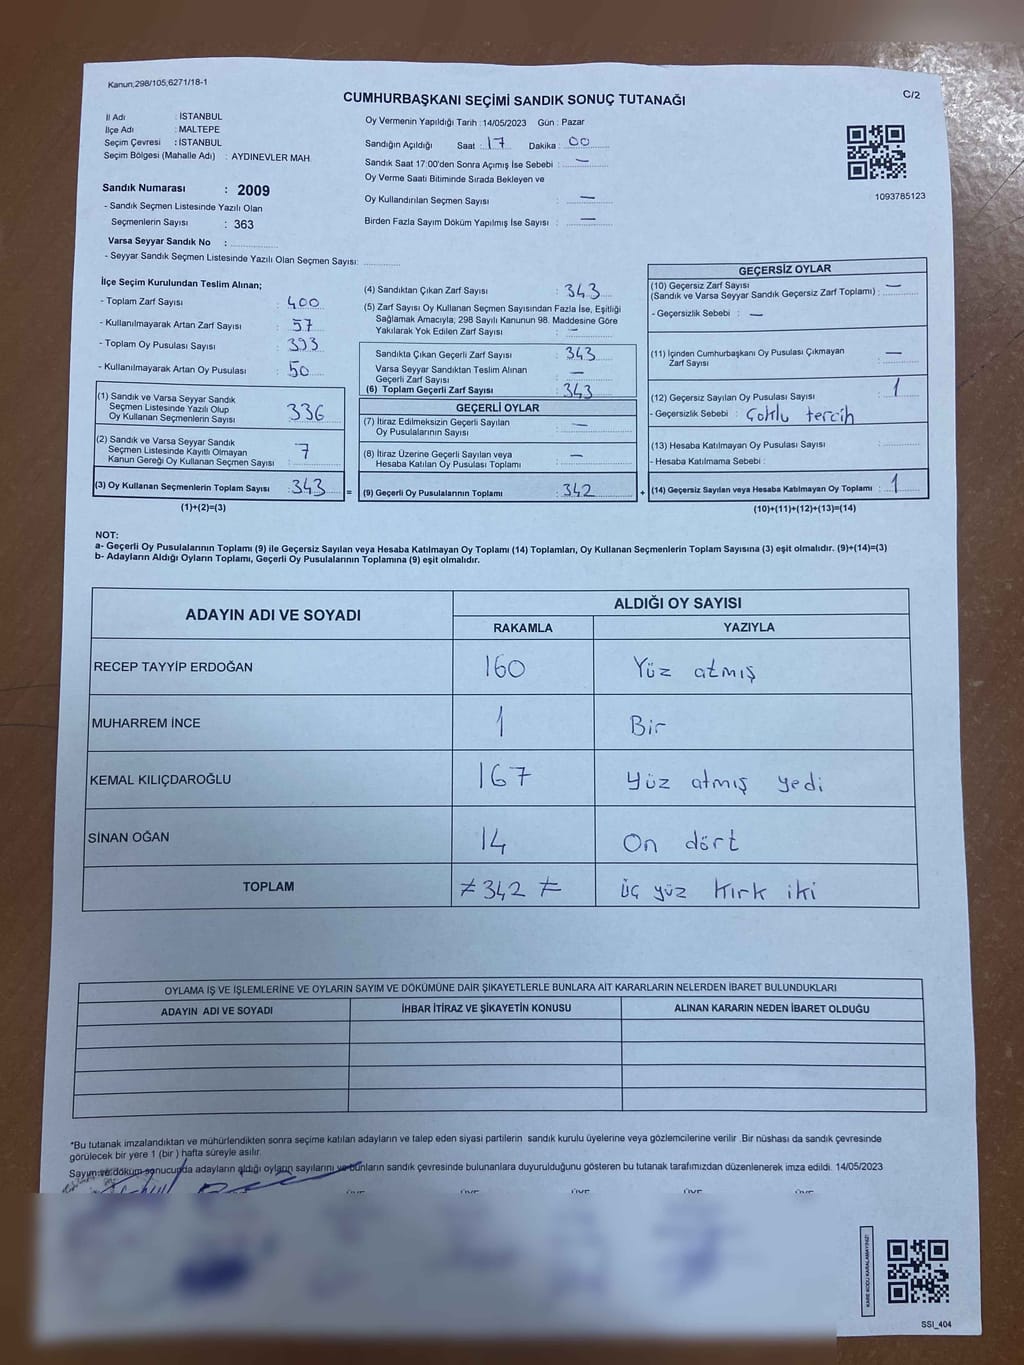 Kanun,298/105,6271/18-1
C/2
CUMHURBAŞKANI SEÇİMİ SANDIK SONUÇ TUTANAĞI
İl Adı : İSTANBUL
İlçe Adı : MALTEPE
Seçim Çevresi : İSTANBUL
Seçim Bölgesi (Mahalle Adı) : AYDINEVLER MAH
Sandık Numarası : 2009
- Sandık Seçmen Listesinde Yazılı Olan
Seçmenlerin Sayısı : 363
Varsa Seyyar Sandık No :
- Seyyar Sandık Seçmen Listesinde Yazılı Olan Seçmen Sayısı:
Oy Vermenin Yapıldığı Tarih : 14/05/2023 Gün : Pazar
Sandığın Açıldığı Saat : 17 Dakika : 00
Sandık Saat 17:00'den Sonra Açımış İse Sebebi : —
Oy Verme Saati Bitiminde Sırada Bekleyen ve
Oy Kullandırılan Seçmen Sayısı : —
Birden Fazla Sayım Döküm Yapılmış İse Sayısı : —
1093785123
İlçe Seçim Kurulundan Teslim Alınan;
- Toplam Zarf Sayısı : 400
- Kullanılmayarak Artan Zarf Sayısı : 57
- Toplam Oy Pusulası Sayısı : 393
- Kullanılmayarak Artan Oy Pusulası : 50
(1) Sandık ve Varsa Seyyar Sandık
Seçmen Listesinde Yazılı Olup
Oy Kullanan Seçmenlerin Sayısı : 336
(2) Sandık ve Varsa Seyyar Sandık
Seçmen Listesinde Kayıtlı Olmayan
Kanun Gereği Oy Kullanan Seçmen Sayısı : 7
(3) Oy Kullanan Seçmenlerin Toplam Sayısı : 343
(1)+(2)=(3)
(4) Sandıktan Çıkan Zarf Sayısı : 343
(5) Zarf Sayısı Oy Kullanan Seçmen Sayısından Fazla İse, Eşitliği
Sağlamak Amacıyla, 298 Sayılı Kanunun 98. Maddesine Göre
Yakılarak Yok Edilen Zarf Sayısı : —
Sandıkta Çıkan Geçerli Zarf Sayısı : 343
Varsa Seyyar Sandıktan Teslim Alınan
Geçerli Zarf Sayısı : —
(6) Toplam Geçerli Zarf Sayısı : 343
GEÇERLİ OYLAR
(7) İtiraz Edilmeksizin Geçerli Sayılan
Oy Pusulalarının Sayısı : —
(8) İtiraz Üzerine Geçerli Sayılan veya
Hesaba Katılan Oy Pusulası Toplamı : —
= (9) Geçerli Oy Pusulalarının Toplamı : 342 +
GEÇERSİZ OYLAR
(10) Geçersiz Zarf Sayısı
(Sandık ve Varsa Seyyar Sandık Geçersiz Zarf Toplamı) : —
- Geçersizlik Sebebi : —
(11) İçinden Cumhurbaşkanı Oy Pusulası Çıkmayan
Zarf Sayısı : —
(12) Geçersiz Sayılan Oy Pusulası Sayısı : 1
- Geçersizlik Sebebi : Çoklu tercih
(13) Hesaba Katılmayan Oy Pusulası Sayısı :
- Hesaba Katılmama Sebebi :
(14) Geçersiz Sayılan veya Hesaba Katılmayan Oy Toplamı : 1
(10)+(11)+(12)+(13)=(14)
NOT:
a- Geçerli Oy Pusulalarının Toplamı (9) ile Geçersiz Sayılan veya Hesaba Katılmayan Oy Toplamı (14) Toplamları, Oy Kullanan Seçmenlerin Toplam Sayısına (3) eşit olmalıdır. (9)+(14)=(3)
b- Adayların Aldığı Oyların Toplamı, Geçerli Oy Pusulalarının Toplamına (9) eşit olmalıdır.
ADAYIN ADI VE SOYADI
ALDIĞI OY SAYISI
RAKAMLA YAZIYLA
RECEP TAYYİP ERDOĞAN 160 Yüz atmış
MUHARREM İNCE 1 Bir
KEMAL KILIÇDAROĞLU 167 Yüz atmış yedi
SİNAN OĞAN 14 On dört
TOPLAM ≠ 342 ≠ üç yüz kırk iki
OYLAMA İŞ VE İŞLEMLERİNE VE OYLARIN SAYIM VE DÖKÜMÜNE DAİR ŞİKAYETLERLE BUNLARA AİT KARARLARIN NELERDEN İBARET BULUNDUKLARI
ADAYIN ADI VE SOYADI İHBAR İTİRAZ VE ŞİKAYETİN KONUSU ALINAN KARARIN NEDEN İBARET OLDUĞU
*Bu tutanak imzalandıktan ve mühürlendikten sonra seçime katılan adayların ve talep eden siyasi partilerin sandık kurulu üyelerine veya gözlemcilerine verilir .Bir nüshası da sandık çevresinde
görülecek bir yere 1 (bir ) hafta süreyle asılır.
Sayım ve döküm sonucunda adayların aldığı oyların sayılarını ve bunların sandık çevresinde bulunanlara duyurulduğunu gösteren bu tutanak tarafımızdan düzenlenerek imza edildi. 14/05/2023
KARE KODU KARALAMAYINIZ!
SSI_404